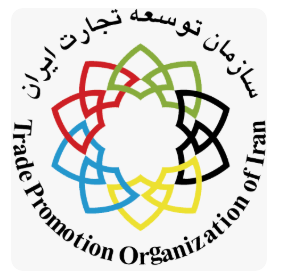 سازمان توسعه تجارت ایران
Trade Promotion Organization of Iran